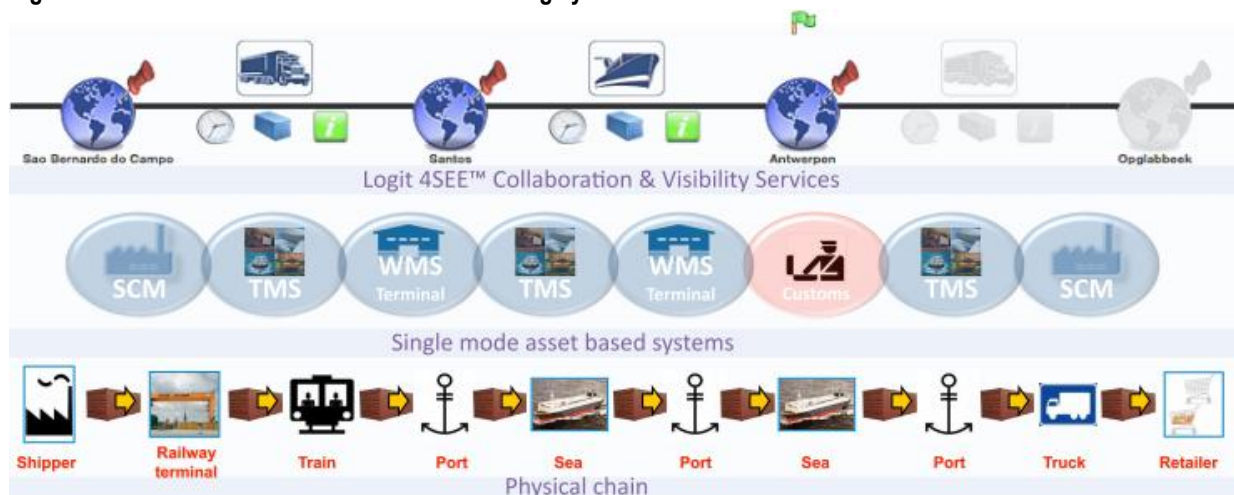 Sao Bernardo do Campo
Santos
Antwerpen
Opglabbeek
Logit 4SEE™ Collaboration & Visibility Services
SCM
TMS
WMS
Terminal
TMS
WMS
Terminal
Customs
TMS
SCM
Single mode asset based systems
Shipper
Railway
terminal
Train
Port
Sea
Port
Sea
Port
Truck
Retailer
Physical chain